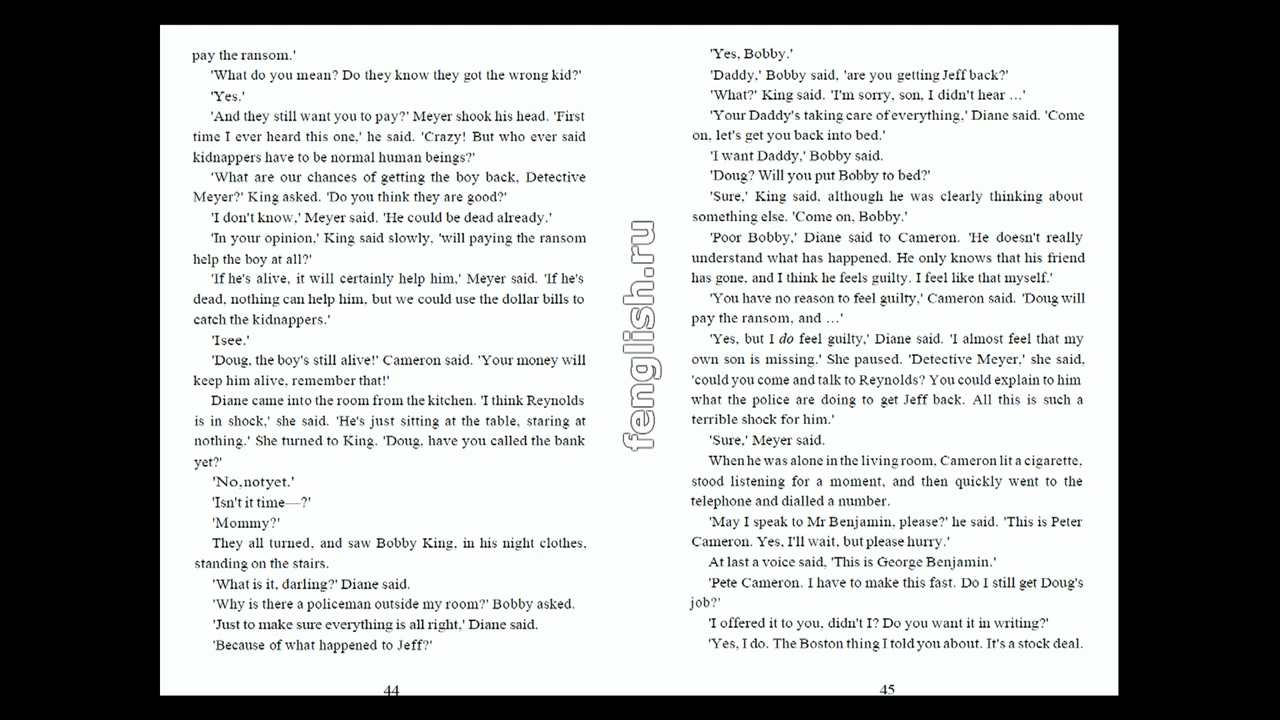 pay the ransom.'
'What do you mean? Do they know they got the wrong kid?'
'Yes.'
'And they still want you to pay?' Meyer shook his head. 'First
time I ever heard this one,' he said. 'Crazy! But who ever said
kidnappers have to be normal human beings?'
'What are our chances of getting the boy back, Detective
Meyer?' King asked. 'Do you think they are good?'
'I don't know,' Meyer said. 'He could be dead already.'
'In your opinion,' King said slowly, 'will paying the ransom
help the boy at all?'
'If he's alive, it will certainly help him,' Meyer said. 'If he's
dead, nothing can help him, but we could use the dollar bills to
catch the kidnappers.'
'Isee.'
'Doug, the boy's still alive!' Cameron said. 'Your money will
keep him alive, remember that!'
Diane came into the room from the kitchen. 'I think Reynolds
is in shock,' she said. 'He's just sitting at the table, staring at
nothing.' She turned to King. 'Doug, have you called the bank
yet?'
'No,notyet.'
'Isn't it time—?'
'Mommy?'
They all turned, and saw Bobby King, in his night clothes,
standing on the stairs.
'What is it, darling?' Diane said.
'Why is there a policeman outside my room?' Bobby asked.
'Just to make sure everything is all right,' Diane said.
'Because of what happened to Jeff?'
44
fenglish.ru
'Yes, Bobby.'
'Daddy,' Bobby said, 'are you getting Jeff back?'
'What?' King said. 'I'm sorry, son, I didn't hear ...'
'Your Daddy's taking care of everything,' Diane said. 'Come
on, let's get you back into bed.'
'I want Daddy,' Bobby said.
'Doug? Will you put Bobby to bed?'
'Sure,' King said, although he was clearly thinking about
something else. 'Come on, Bobby.'
'Poor Bobby,' Diane said to Cameron. 'He doesn't really
understand what has happened. He only knows that his friend
has gone, and I think he feels guilty. I feel like that myself.'
'You have no reason to feel guilty,' Cameron said. 'Doug will
pay the ransom, and ...'
'Yes, but I do feel guilty,' Diane said. 'I almost feel that my
own son is missing.' She paused. 'Detective Meyer,' she said,
'could you come and talk to Reynolds? You could explain to him
what the police are doing to get Jeff back. All this is such a
terrible shock for him.'
'Sure,' Meyer said.
When he was alone in the living room, Cameron lit a cigarette,
stood listening for a moment, and then quickly went to the
telephone and dialled a number.
'May I speak to Mr Benjamin, please?' he said. 'This is Peter
Cameron. Yes, I'll wait, but please hurry.'
At last a voice said, 'This is George Benjamin.'
'Pete Cameron. I have to make this fast. Do I still get Doug's
job?'
'I offered it to you, didn't I? Do you want it in writing?'
'Yes, I do. The Boston thing I told you about. It's a stock deal.
45